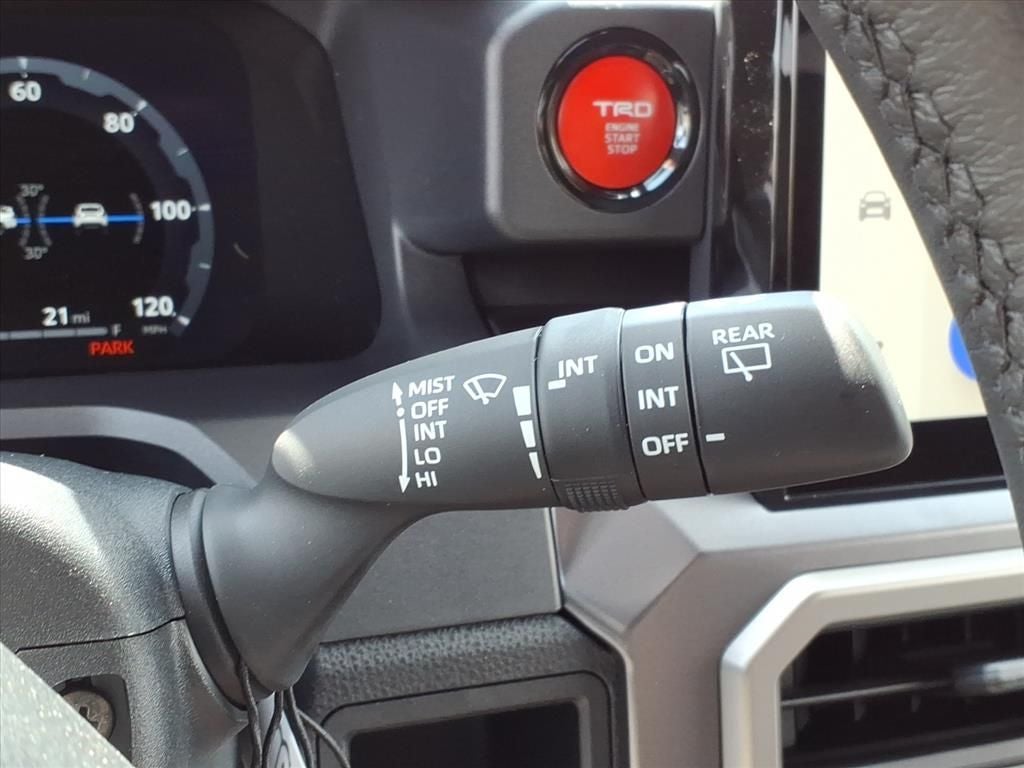 60
80
100
120
MPH
30°
30°
21 mi
F
PARK
TRD
ENGINE
START
STOP
MIST
OFF
INT
LO
HI
INT
ON
INT
OFF
REAR